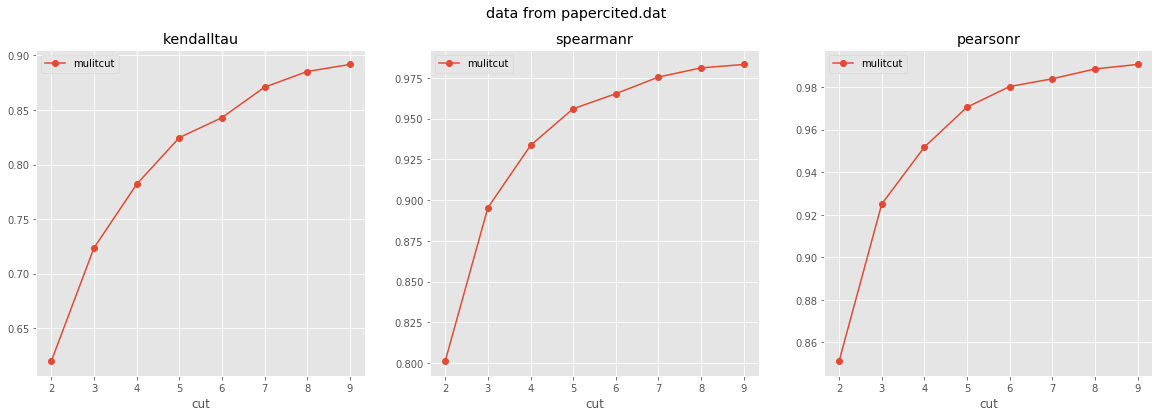 data from papercited.dat
kendalltau
mulitcut
0.90
0.85
0.80
0.75
0.70
0.65
2 3 4 5 6 7 8 9
cut
spearmanr
mulitcut
0.975
0.950
0.925
0.900
0.875
0.850
0.825
0.800
2 3 4 5 6 7 8 9
cut
pearsonr
mulitcut
0.98
0.96
0.94
0.92
0.90
0.88
0.86
2 3 4 5 6 7 8 9
cut